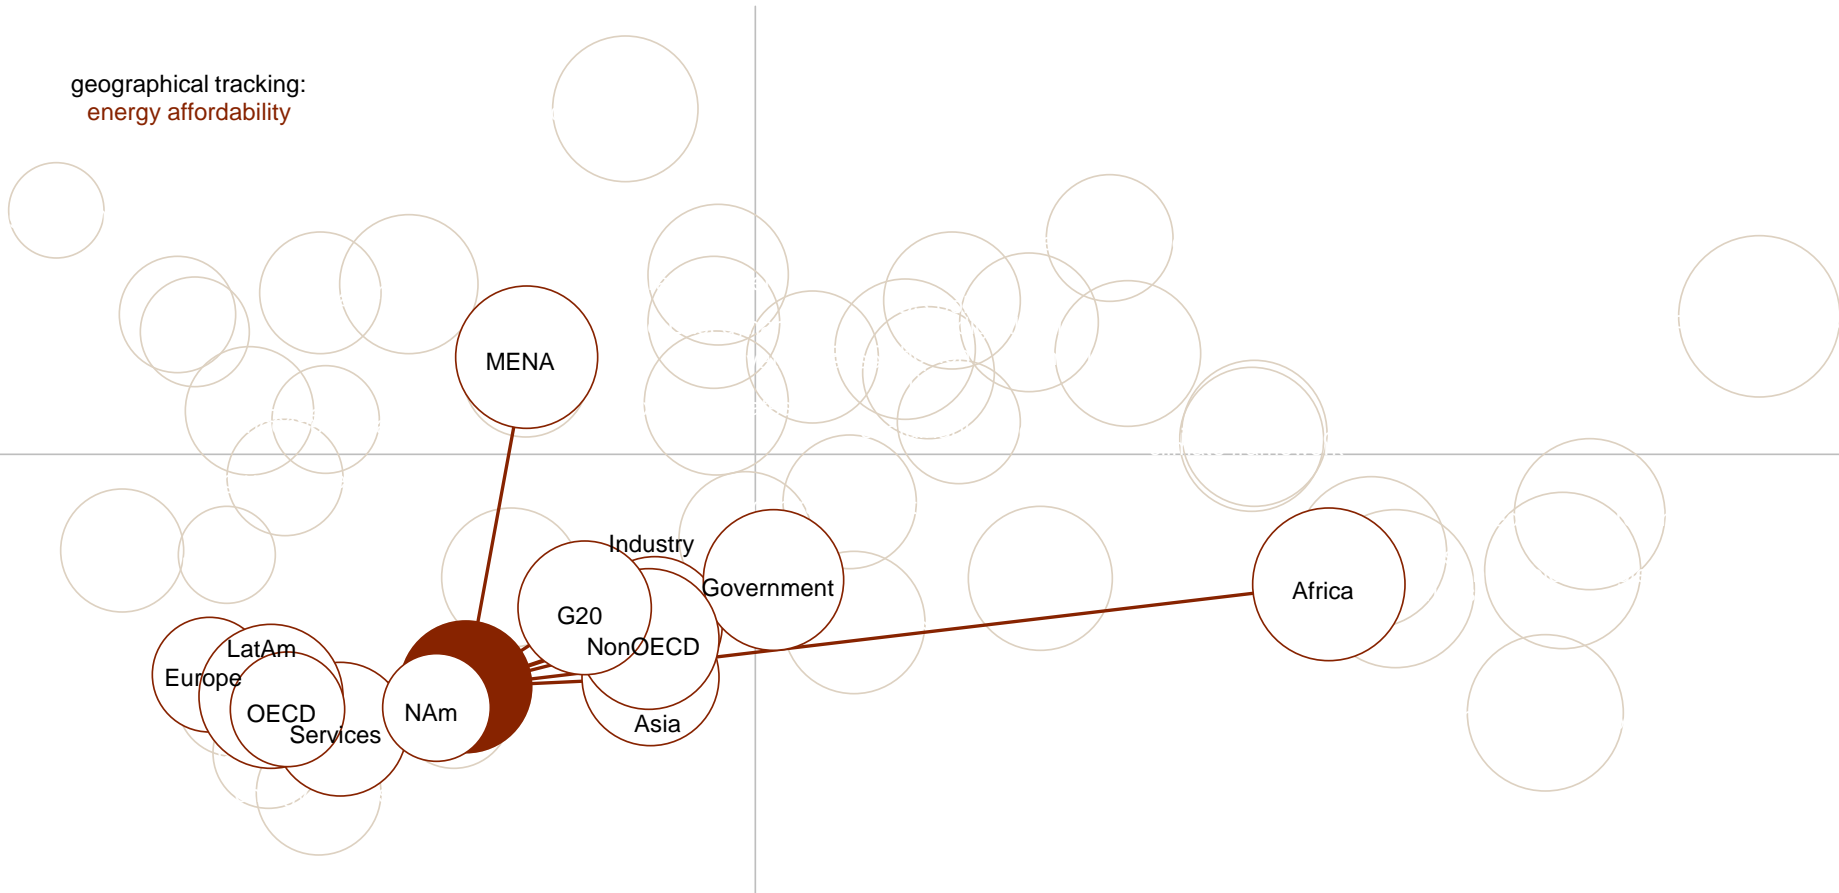 geographical tracking:
energy affordability
MENA
Industry
Government
G20
Africa
NonOECD
LatAm
Europe
OECD
NAm
Asia
Services